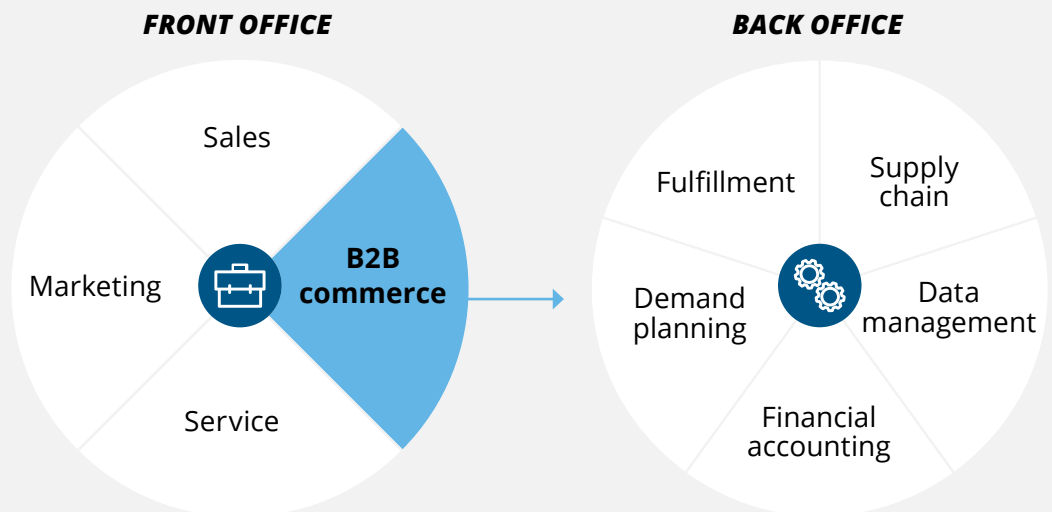 FRONT OFFICE
Sales
Marketing
B2B
commerce
Service
BACK OFFICE
Fulfillment
Supply
chain
Demand
planning
Data
management
Financial
accounting